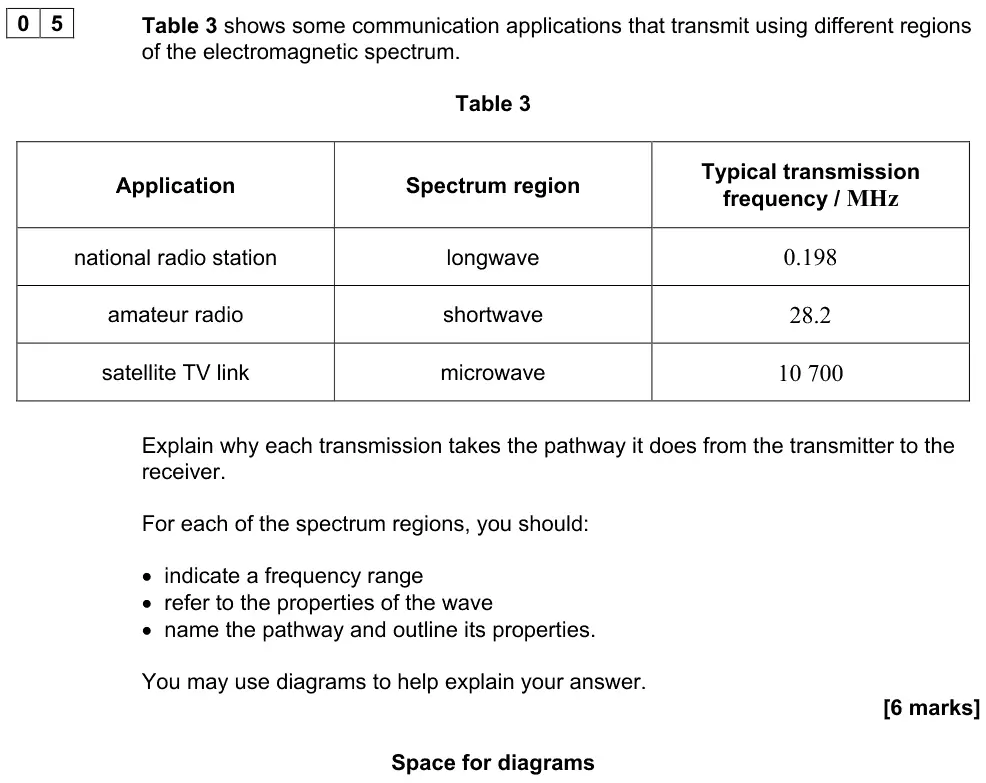 0 5
Table 3 shows some communication applications that transmit using different regions
of the electromagnetic spectrum.
Table 3
Application Spectrum region Typical transmission
frequency / MHz
national radio station longwave 0.198
amateur radio shortwave 28.2
satellite TV link microwave 10 700
Explain why each transmission takes the pathway it does from the transmitter to the
receiver.
For each of the spectrum regions, you should:
• indicate a frequency range
• refer to the properties of the wave
• name the pathway and outline its properties.
You may use diagrams to help explain your answer.
[6 marks]
Space for diagrams